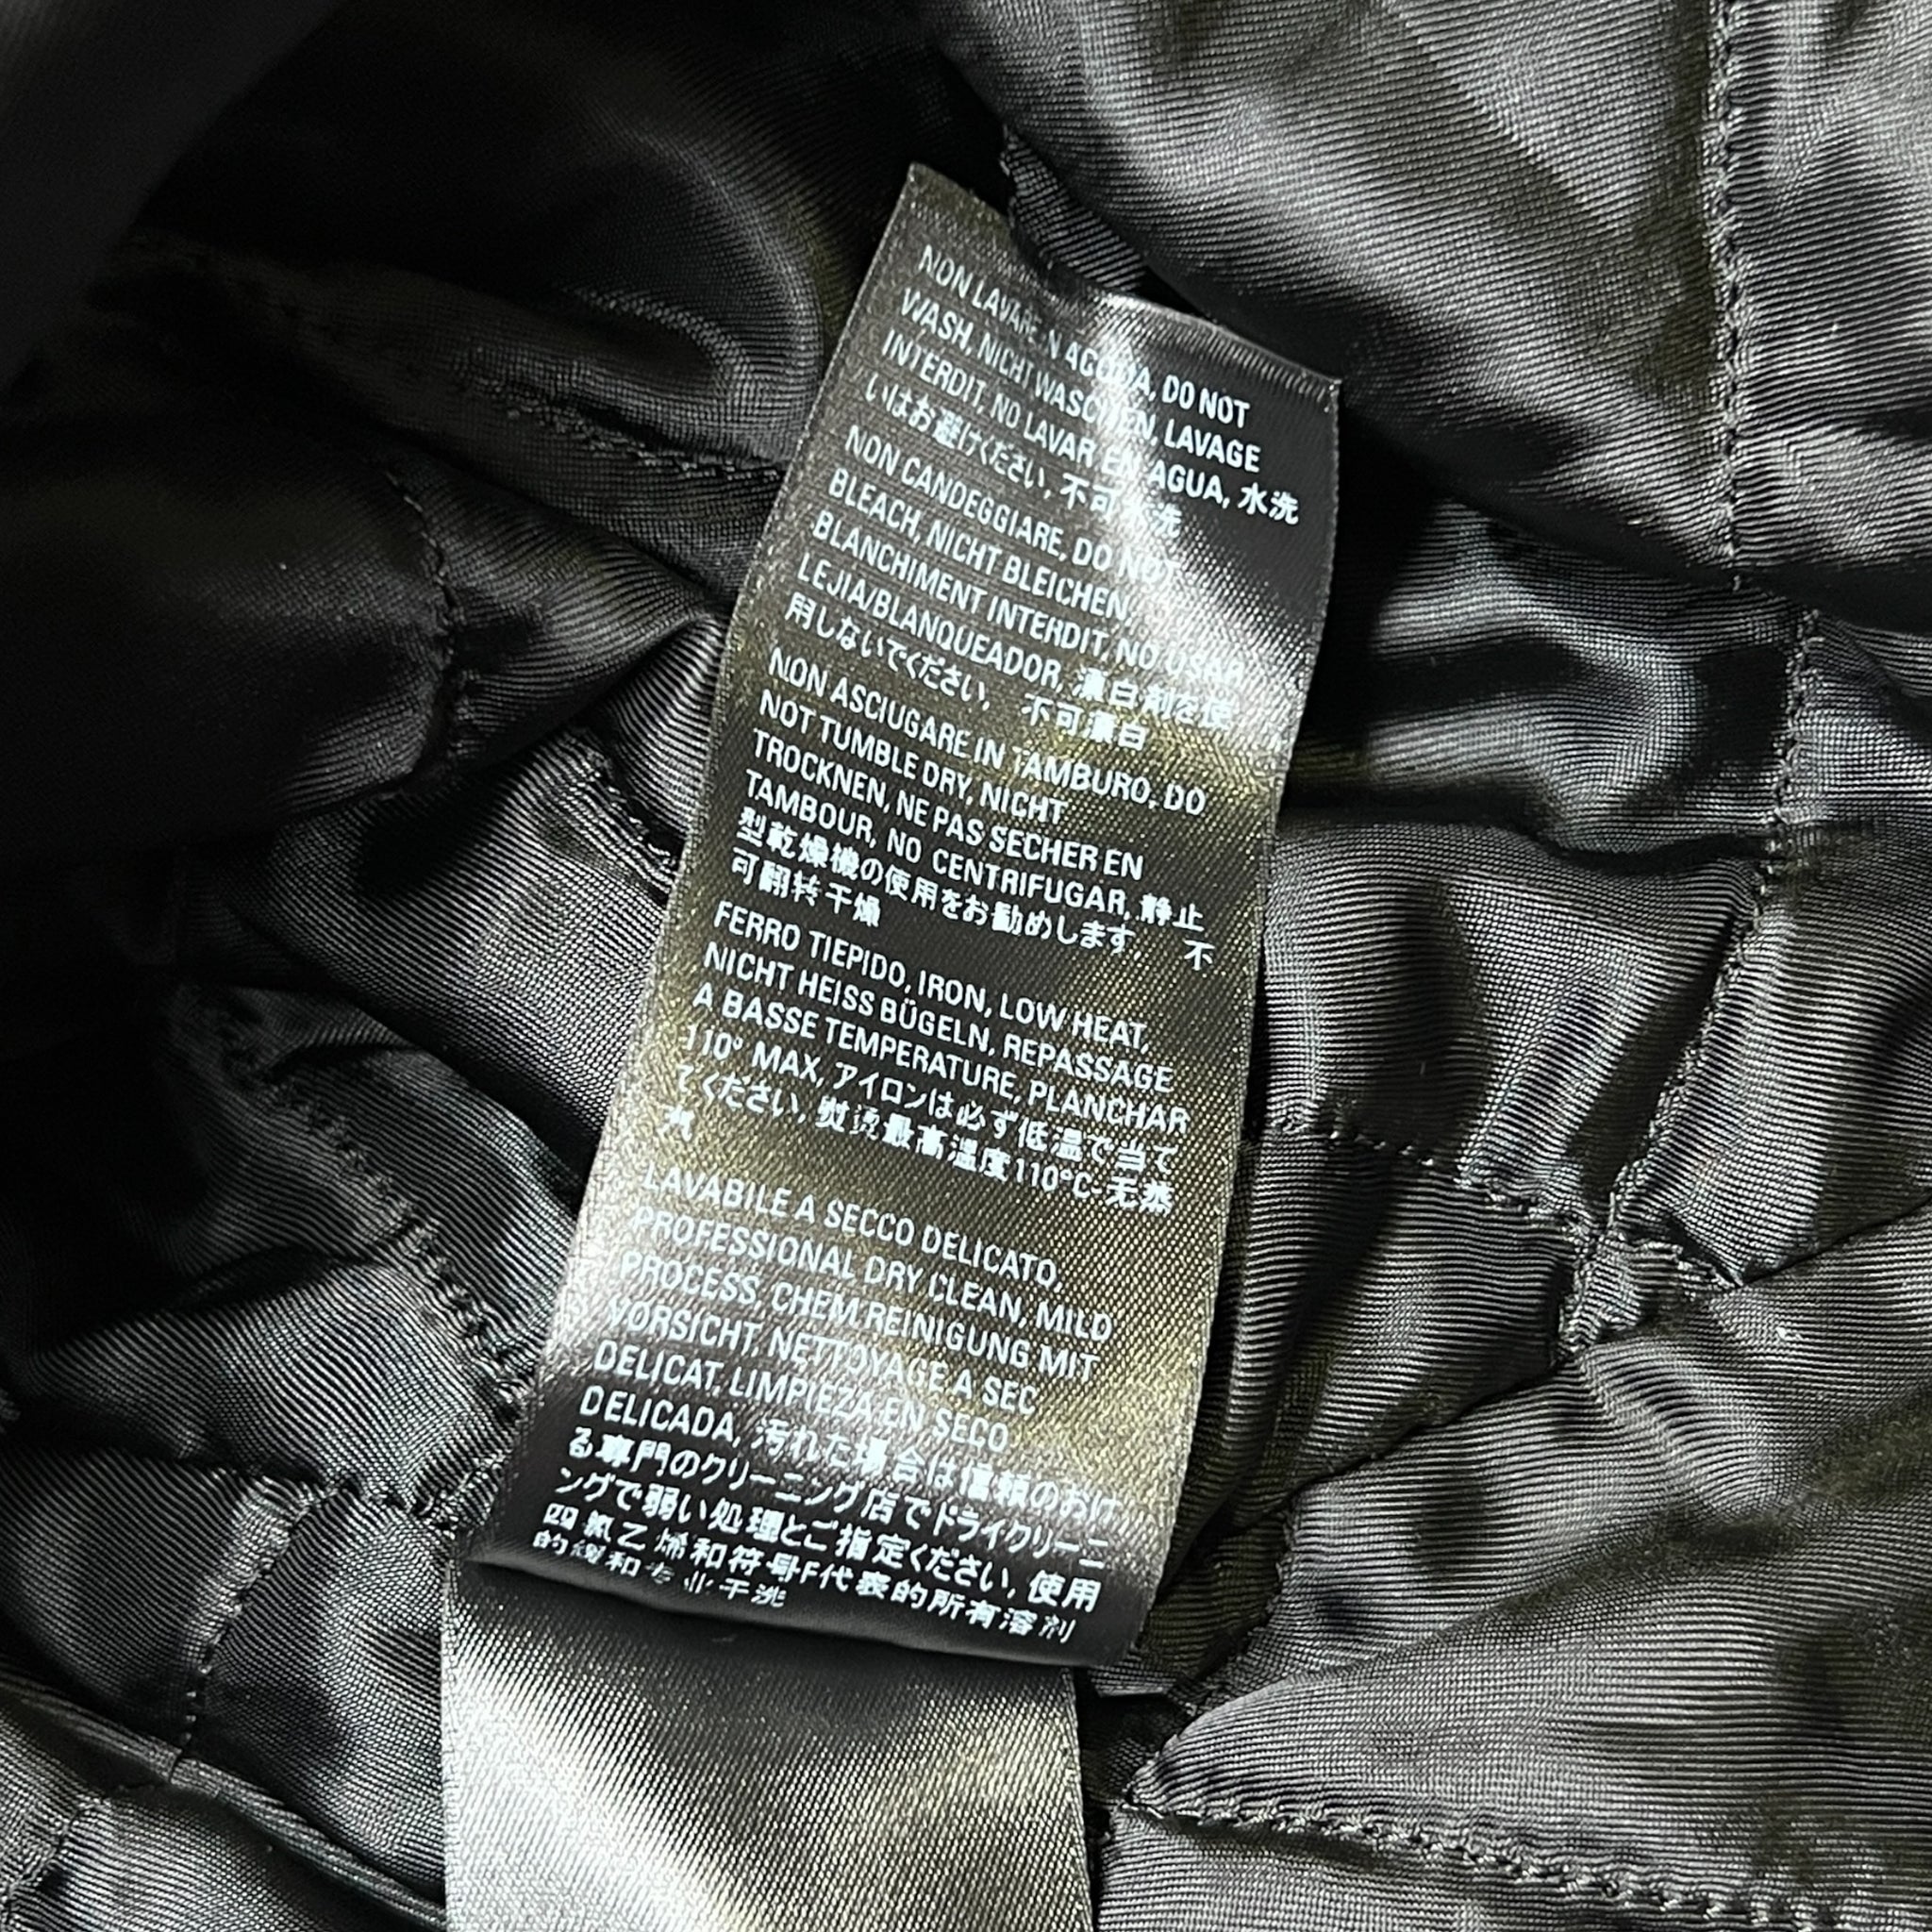 NON LAVARE IN ACQUA, DO NOT
WASH, NICHT WASCHEN, LAVAGE
INTERDIT, NO LAVAR EN AGUA, 水洗
いはお避けください, 不可水洗
NON CANDEGGIARE, DO NOT
BLEACH, NICHT BLEICHEN,
BLANCHIMENT INTERDIT, NO USAR
LEJIA/BLANQUEADOR, 漂白剤を使
用しないでください, 不可漂白
NON ASCIUGARE IN TAMBURO, DO
NOT TUMBLE DRY, NICHT
TROCKNEN, NE PAS SECHER EN
TAMBOUR, NO CENTRIFUGAR, 静止
型乾燥機の使用をお勧めします, 不
可翻转干燥
FERRO TIEPIDO, IRON, LOW HEAT,
NICHT HEISS BÜGELN, REPASSAGE
A BASSE TEMPERATURE, PLANCHAR
110° MAX, アイロンは必ず低温で当て
てください, 熨烫最高温度110°C-无蒸
LAVABILE A SECCO DELICATO,
PROFESSIONAL DRY CLEAN, MILD
PROCESS, CHEM.REINIGUNG MIT
VORSICHT, NETTOYAGE A SEC
DELICAT, LIMPIEZA EN SECO
DELICADA, 汚れた場合は信頼のおけ
る専門のクリーニング店でドライクリーニ
ングで弱い処理とご指定ください, 使用
四氯乙烯和符号F代表的所有溶剂
的缓和专业干洗